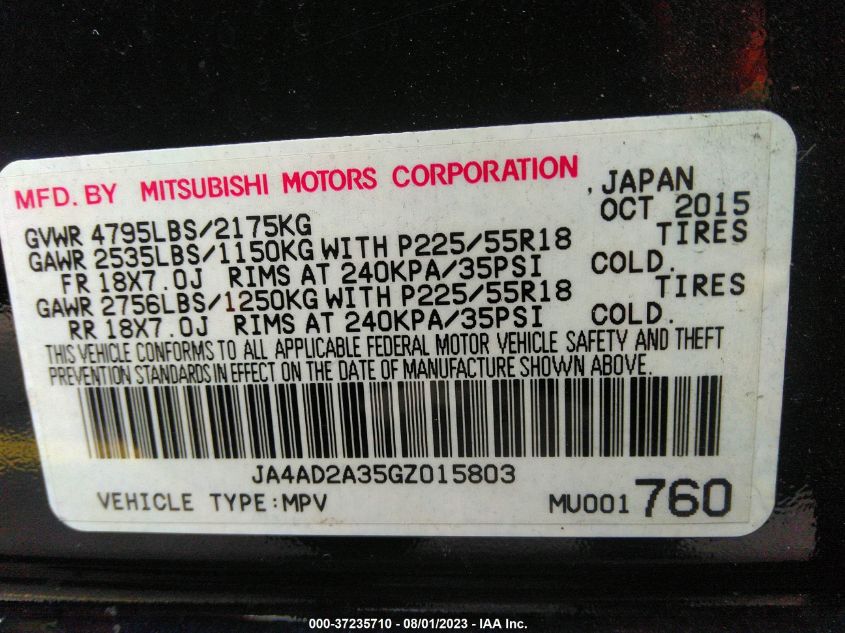 MFD. BY MITSUBISHI MOTORS CORPORATION , JAPAN
OCT 2015
GVWR 4795LBS/2175KG
GAWR 2535LBS/1150KG WITH P225/55R18 TIRES
FR 18X7.0J RIMS AT 240KPA/35PSI COLD.
GAWR 2756LBS/1250KG WITH P225/55R18 TIRES
RR 18X7.0J RIMS AT 240KPA/35PSI COLD.
THIS VEHICLE CONFORMS TO ALL APPLICABLE FEDERAL MOTOR VEHICLE SAFETY AND THEFT
PREVENTION STANDARDS IN EFFECT ON THE DATE OF MANUFACTURE SHOWN ABOVE.
JA4AD2A35GZ015803
VEHICLE TYPE:MPV MU001 760
000-37235710 - 08/01/2023 - IAA Inc.